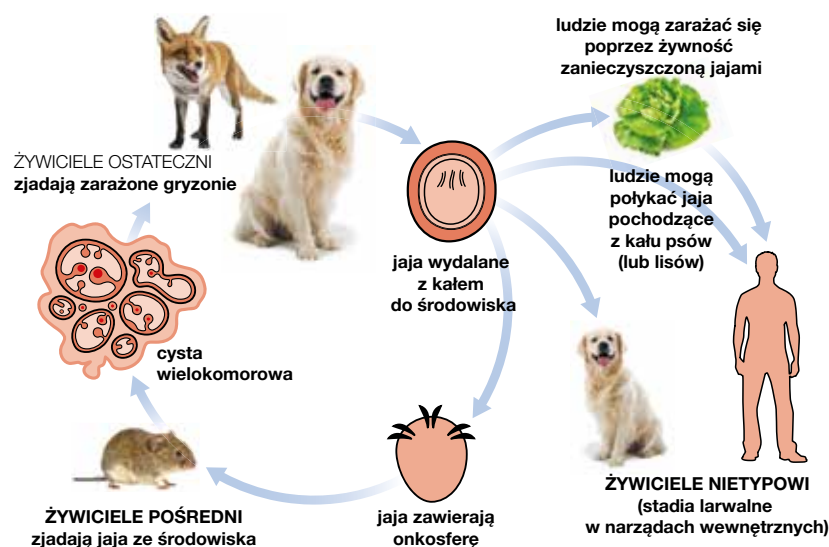 ludzie mogą zarażać się
poprzez żywność
zanieczyszczoną jajami
ŻYWICIELE OSTATECZNI
zjadają zarażone gryzonie
ludzie mogą
połykać jaja
pochodzące
z kału psów
(lub lisów)
jaja wydalane
z kałem
do środowiska
cysta
wielokomorowa
ŻYWICIELE POŚREDNI
zjadają jaja ze środowiska
jaja zawierają
onkosferę
ŻYWICIELE NIETYPOWI
(stadia larwalne
w narządach wewnętrznych)